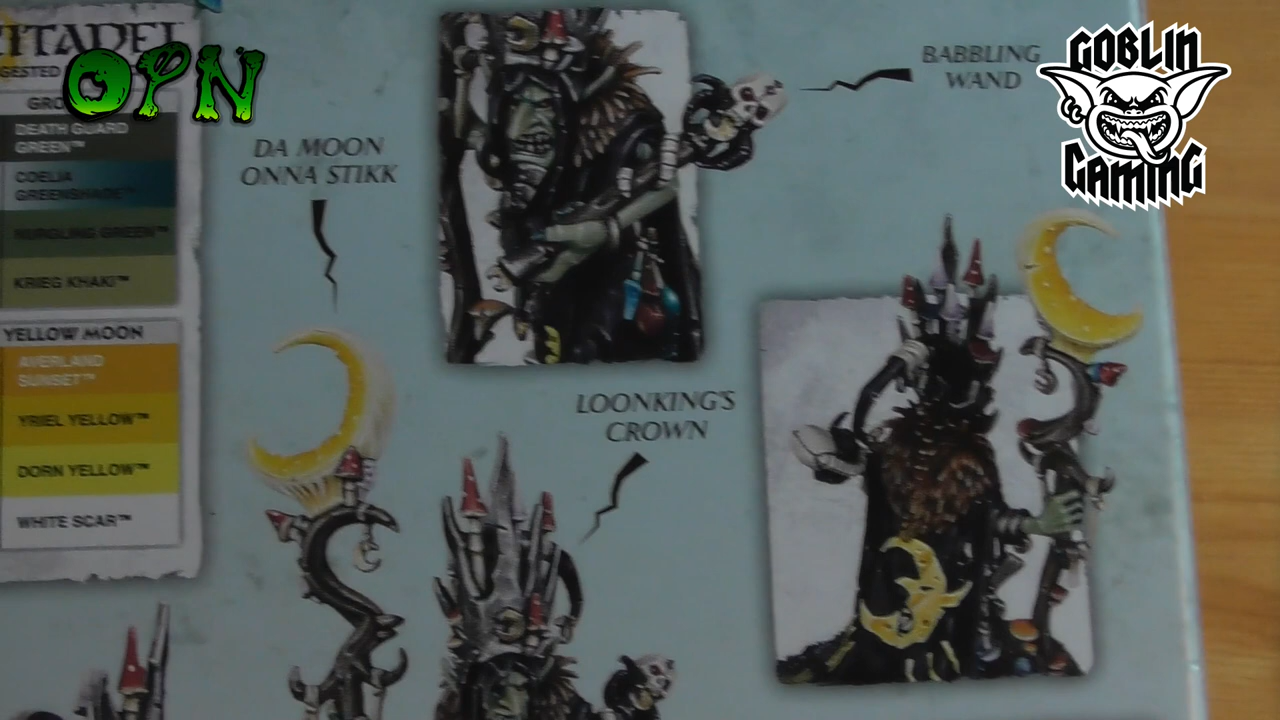 CITADEL
OPN
GOBLIN
GAMING
DEATH GUARD
GREEN™
COELIA
GREENSHADE™
NURGLING GREEN™
KRIEG KHAKI™
YELLOW MOON
AVERLAND
SUNSET™
YRIEL YELLOW™
DORN YELLOW™
WHITE SCAR™
DA MOON
ONNA STIKK
BABBLING
WAND
LOONKING'S
CROWN